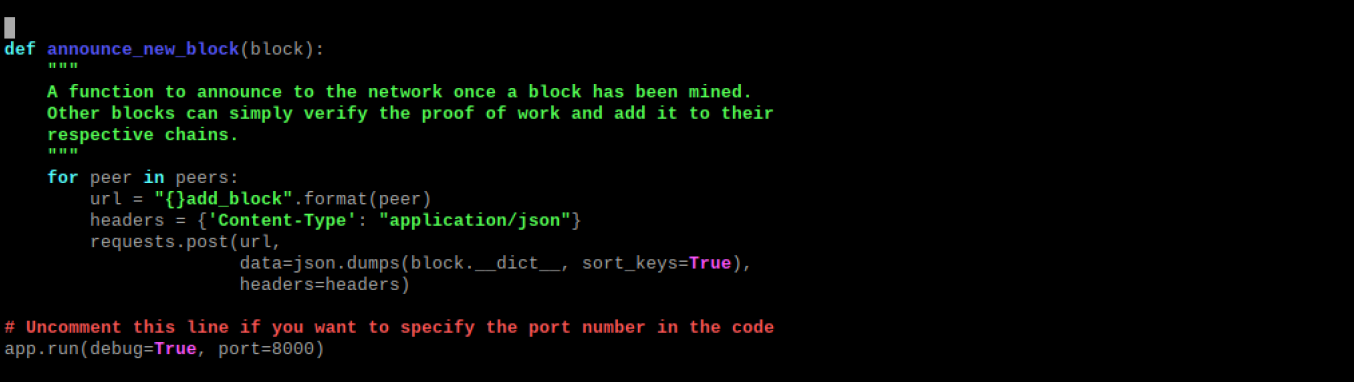 def announce_new_block(block):
    """
    A function to announce to the network once a block has been mined.
    Other blocks can simply verify the proof of work and add it to their
    respective chains.
    """
    for peer in peers:
        url = "{}add_block".format(peer)
        headers = {'Content-Type': "application/json"}
        requests.post(url,
                      data=json.dumps(block.__dict__, sort_keys=True),
                      headers=headers)

# Uncomment this line if you want to specify the port number in the code
app.run(debug=True, port=8000)